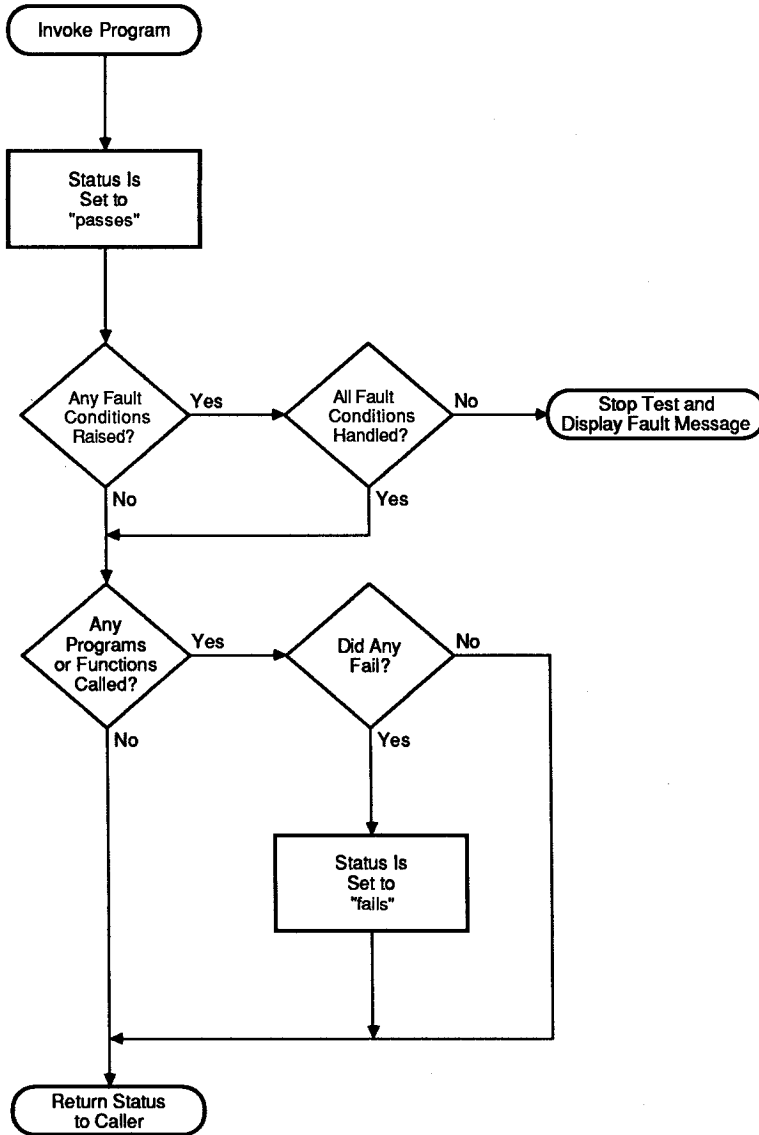 Invoke Program
Status Is
Set to
"passes"
Any Fault
Conditions
Raised?
Yes
All Fault
Conditions
Handled?
No
Stop Test and
Display Fault Message
No
Yes
Any
Programs
or Functions
Called?
Yes
Did Any
Fail?
No
No
Yes
Status Is
Set to
"fails"
Return Status
to Caller